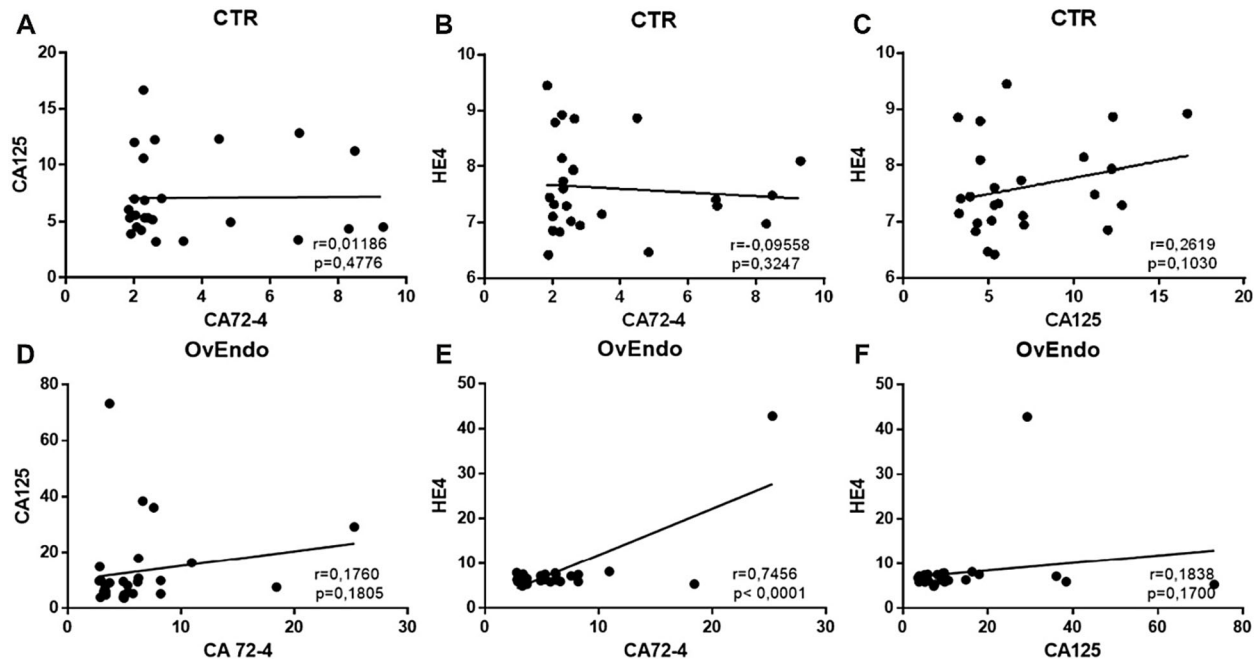 A
CTR
CA125
20
15
10
5
0
0 2 4 6 8 10
r=0,01186
p=0,4776
CA72-4
B
CTR
HE4
10
9
8
7
6
0 2 4 6 8 10
r=-0,09558
p=0,3247
CA72-4
C
CTR
HE4
10
9
8
7
6
0 5 10 15 20
r=0,2619
p=0,1030
CA125
D
OvEndo
CA125
80
60
40
20
0
0 10 20 30
r=0,1760
p=0,1805
CA 72-4
E
OvEndo
HE4
50
40
30
20
10
0
0 10 20 30
r=0,7456
p< 0,0001
CA72-4
F
OvEndo
HE4
50
40
30
20
10
0
0 20 40 60 80
r=0,1838
p=0,1700
CA125